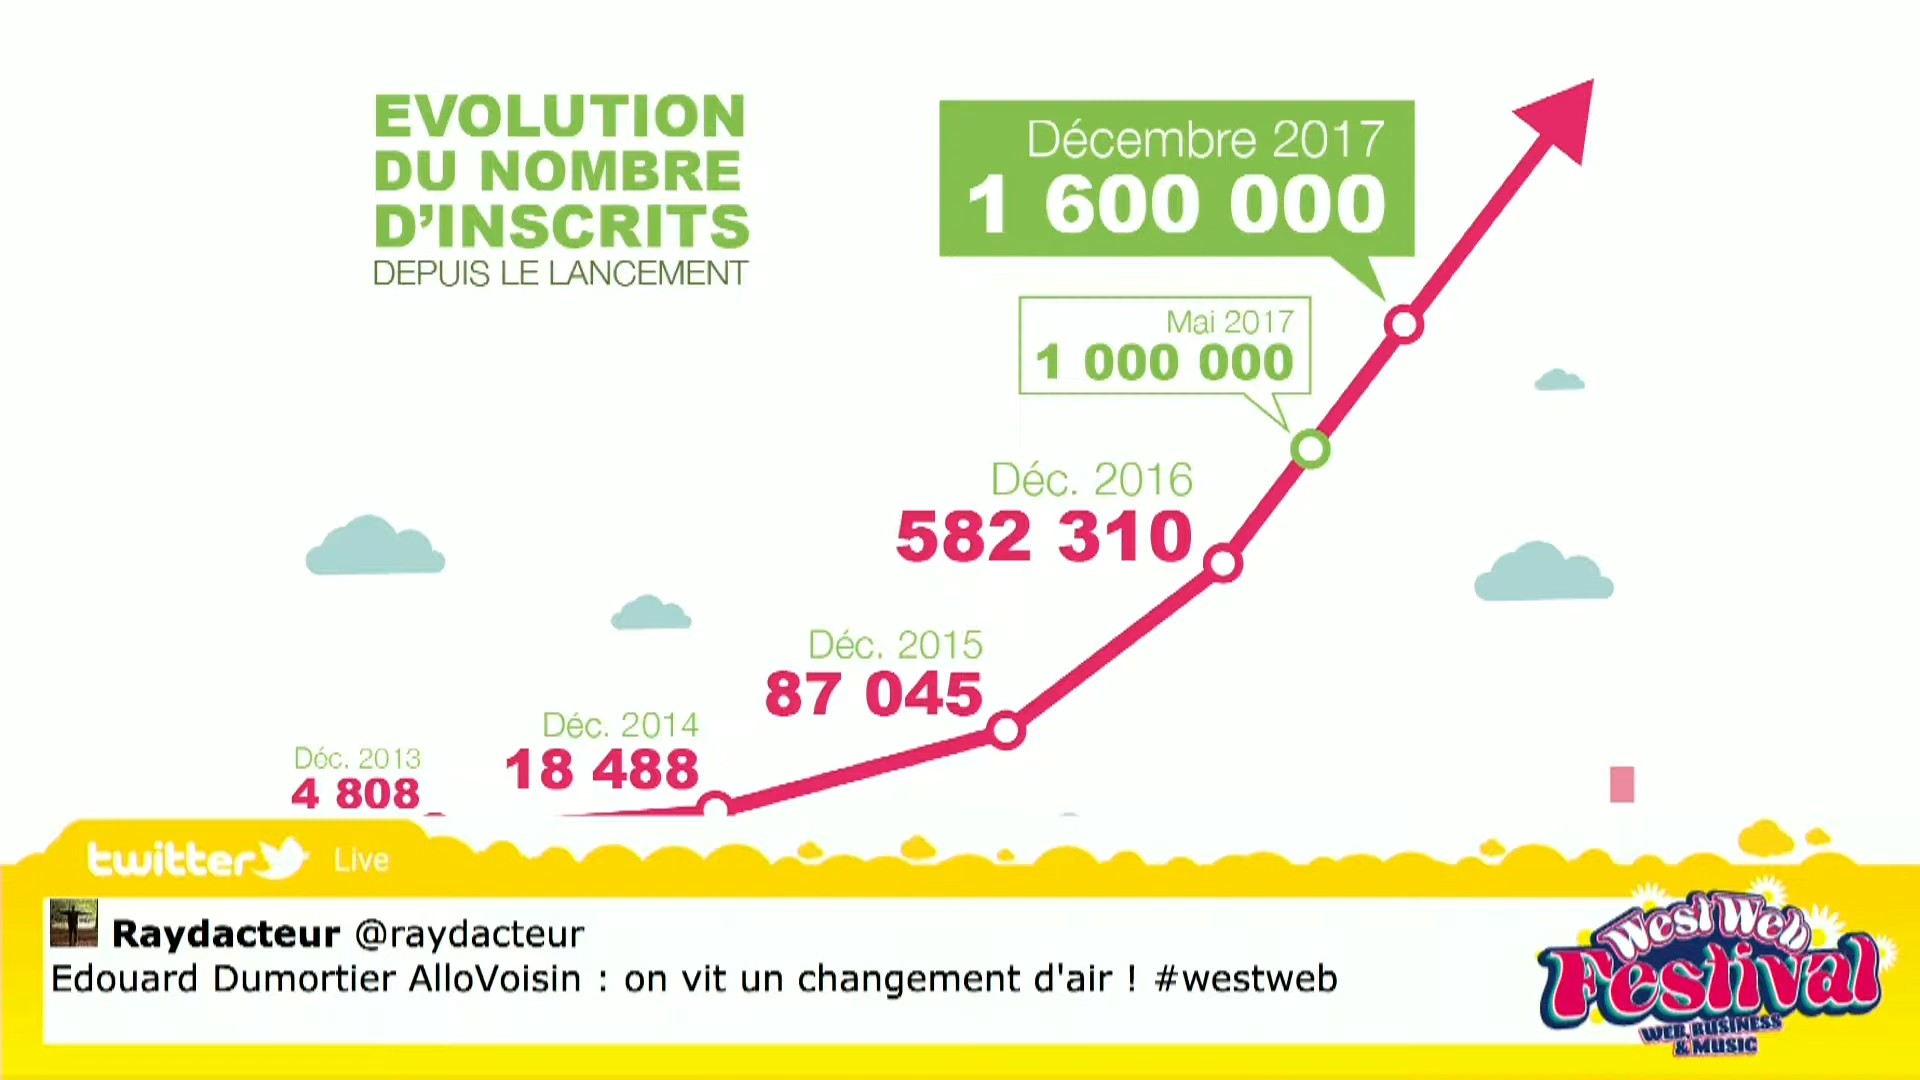 EVOLUTION
DU NOMBRE
D'INSCRITS
DEPUIS LE LANCEMENT
Décembre 2017
1 600 000
Mai 2017
1 000 000
Déc. 2016
582 310
Déc. 2015
87 045
Déc. 2014
18 488
Déc. 2013
4 808
twitter Live
Raydacteur @raydacteur
Edouard Dumortier AlloVoisin : on vit un changement d'air ! #westweb
West Web
Festival
WEB, BUSINESS
& MUSIC